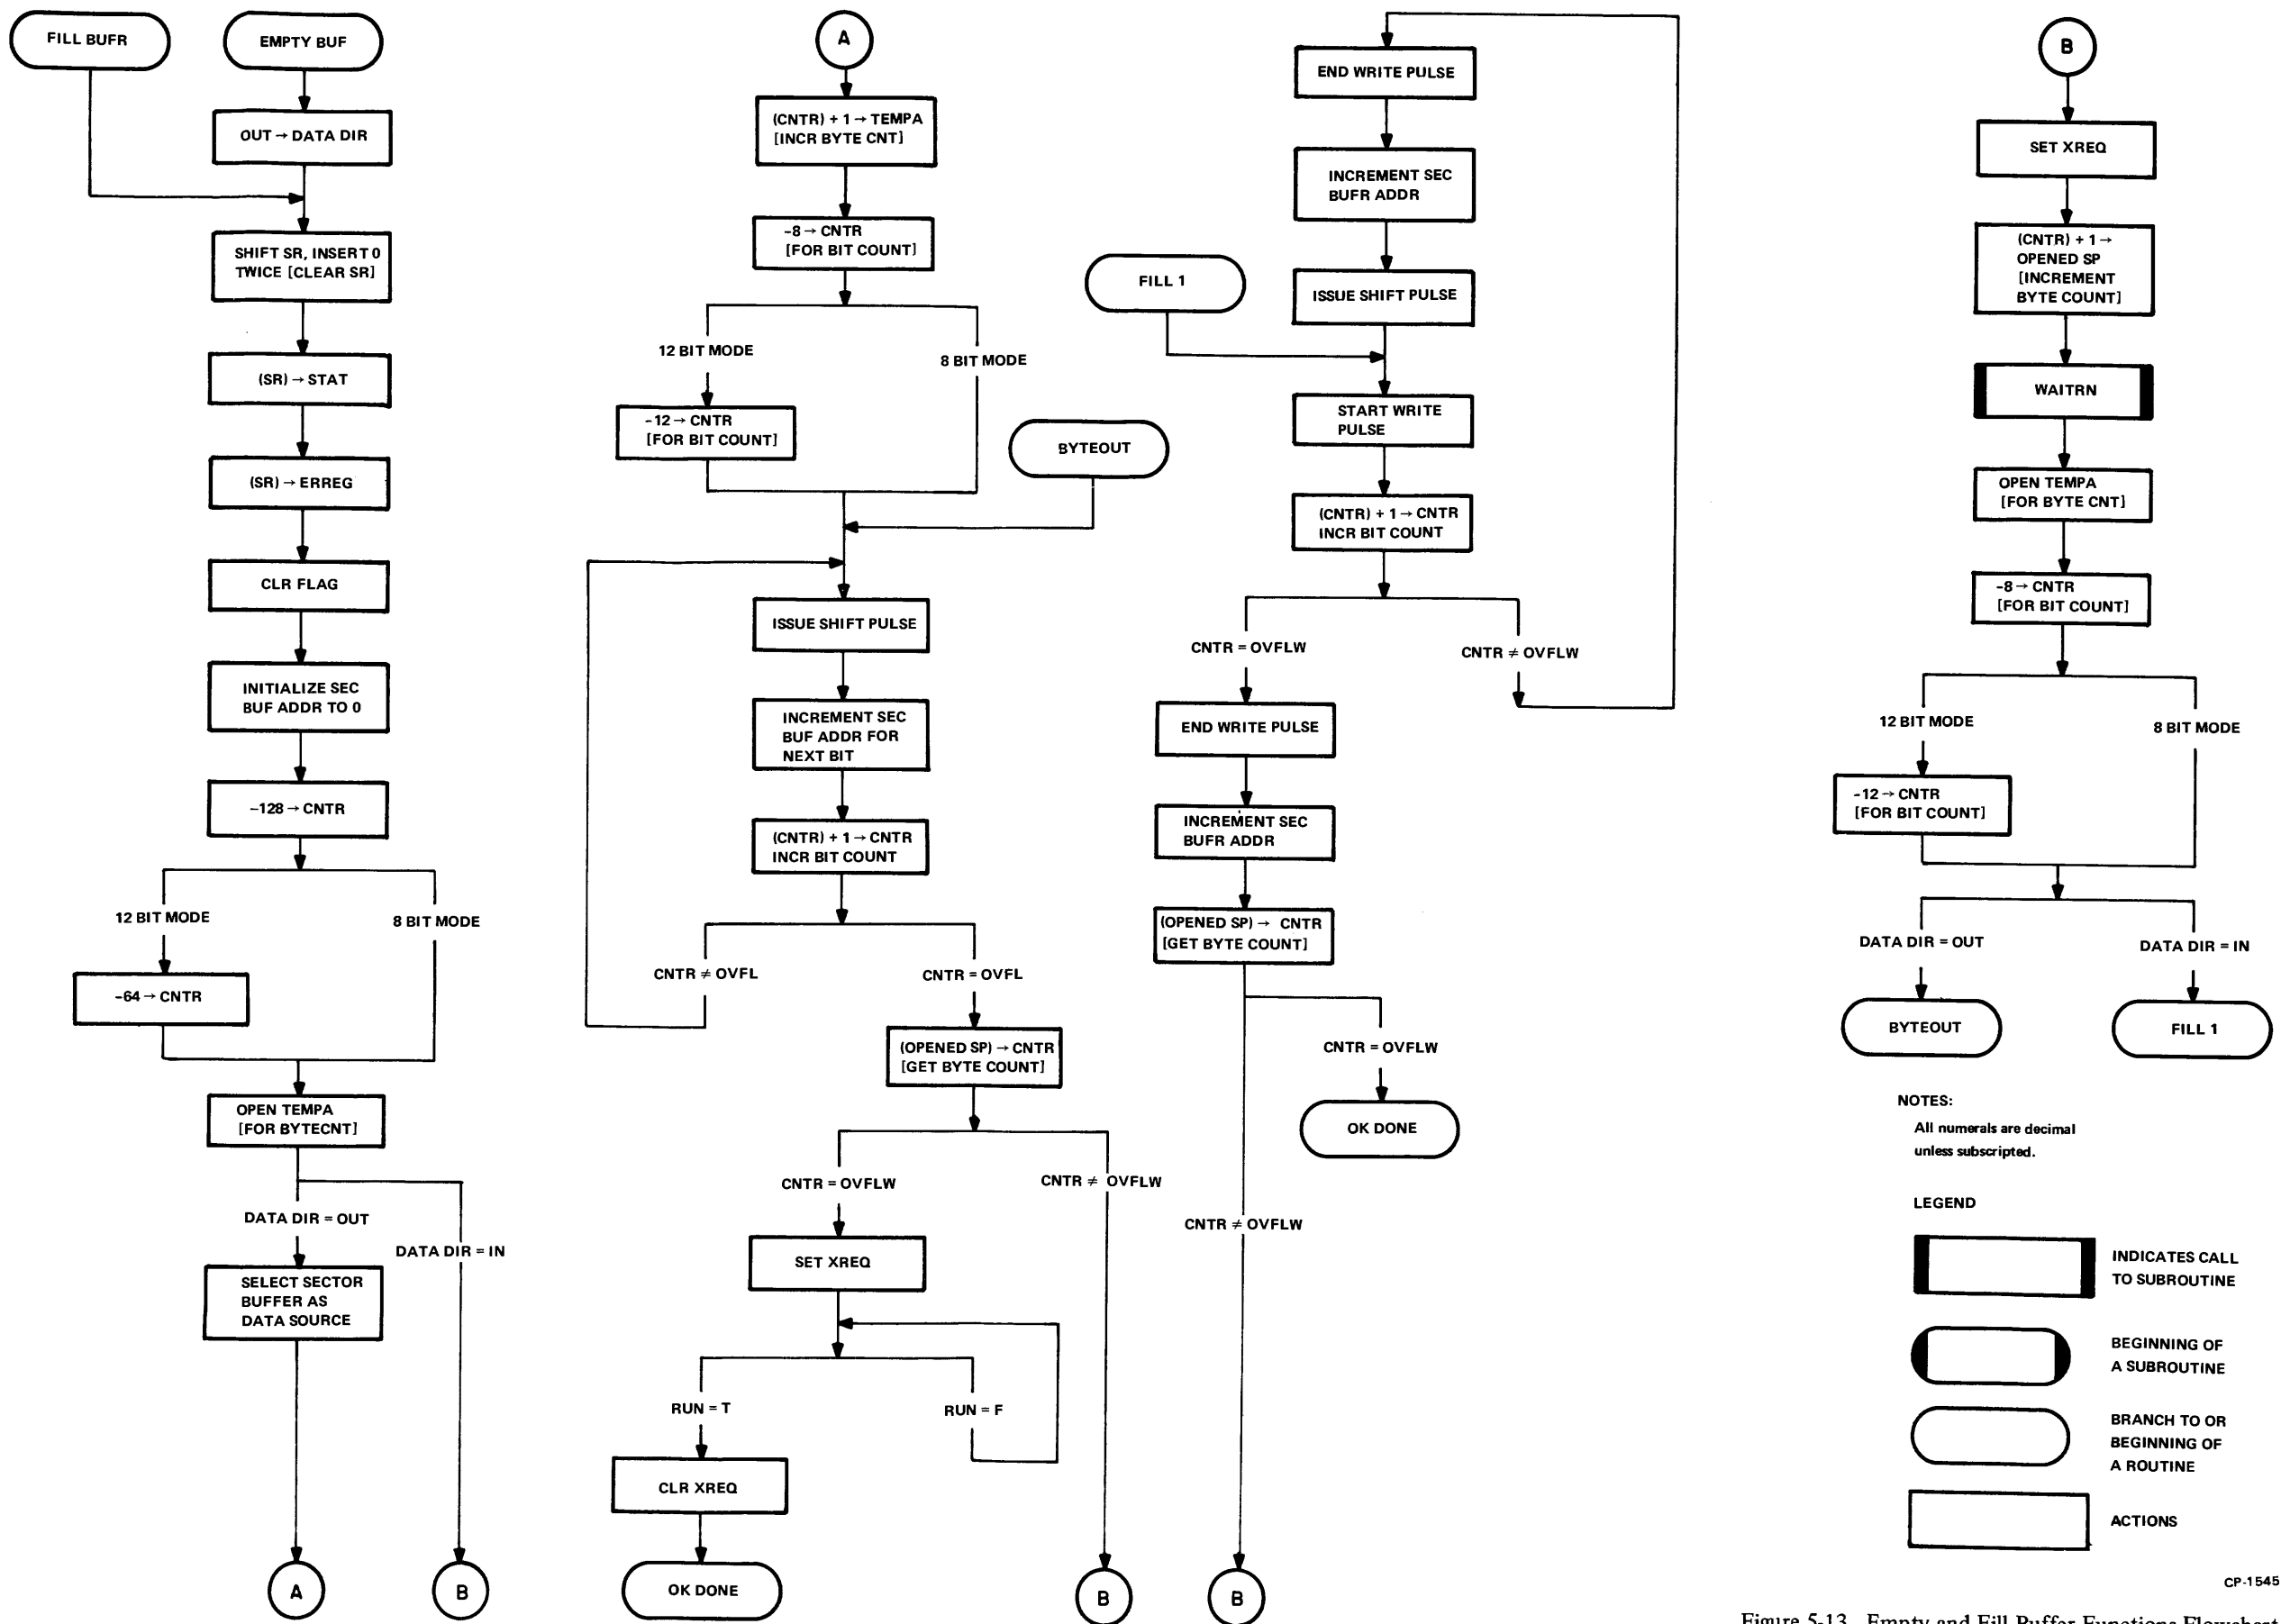 FILL BUFR
EMPTY BUF
OUT → DATA DIR
SHIFT SR, INSERT 0
TWICE [CLEAR SR]
(SR) → STAT
(SR) → ERREG
CLR FLAG
INITIALIZE SEC
BUF ADDR TO 0
-128 → CNTR
12 BIT MODE
8 BIT MODE
-64 → CNTR
OPEN TEMPA
[FOR BYTECNT]
DATA DIR = OUT
DATA DIR = IN
SELECT SECTOR
BUFFER AS
DATA SOURCE
A
B
A
(CNTR) + 1 → TEMPA
[INCR BYTE CNT]
-8 → CNTR
[FOR BIT COUNT]
12 BIT MODE
8 BIT MODE
-12 → CNTR
[FOR BIT COUNT]
BYTEOUT
ISSUE SHIFT PULSE
INCREMENT SEC
BUF ADDR FOR
NEXT BIT
(CNTR) + 1 → CNTR
INCR BIT COUNT
CNTR ≠ OVFL
CNTR = OVFL
(OPENED SP) → CNTR
[GET BYTE COUNT]
CNTR = OVFLW
CNTR ≠ OVFLW
SET XREQ
RUN = T
RUN = F
CLR XREQ
OK DONE
B
END WRITE PULSE
INCREMENT SEC
BUFR ADDR
ISSUE SHIFT PULSE
FILL 1
START WRITE
PULSE
(CNTR) + 1 → CNTR
INCR BIT COUNT
CNTR = OVFLW
CNTR ≠ OVFLW
END WRITE PULSE
INCREMENT SEC
BUFR ADDR
(OPENED SP) → CNTR
[GET BYTE COUNT]
CNTR = OVFLW
OK DONE
CNTR ≠ OVFLW
B
B
SET XREQ
(CNTR) + 1 →
OPENED SP
[INCREMENT
BYTE COUNT]
WAITRN
OPEN TEMPA
[FOR BYTE CNT]
-8 → CNTR
[FOR BIT COUNT]
12 BIT MODE
8 BIT MODE
-12 → CNTR
[FOR BIT COUNT]
DATA DIR = OUT
DATA DIR = IN
BYTEOUT
FILL 1
NOTES:
All numerals are decimal
unless subscripted.
LEGEND
INDICATES CALL
TO SUBROUTINE
BEGINNING OF
A SUBROUTINE
BRANCH TO OR
BEGINNING OF
A ROUTINE
ACTIONS
CP-1545
Figure 5-13 Empty and Fill Buffer Functions Flowchart